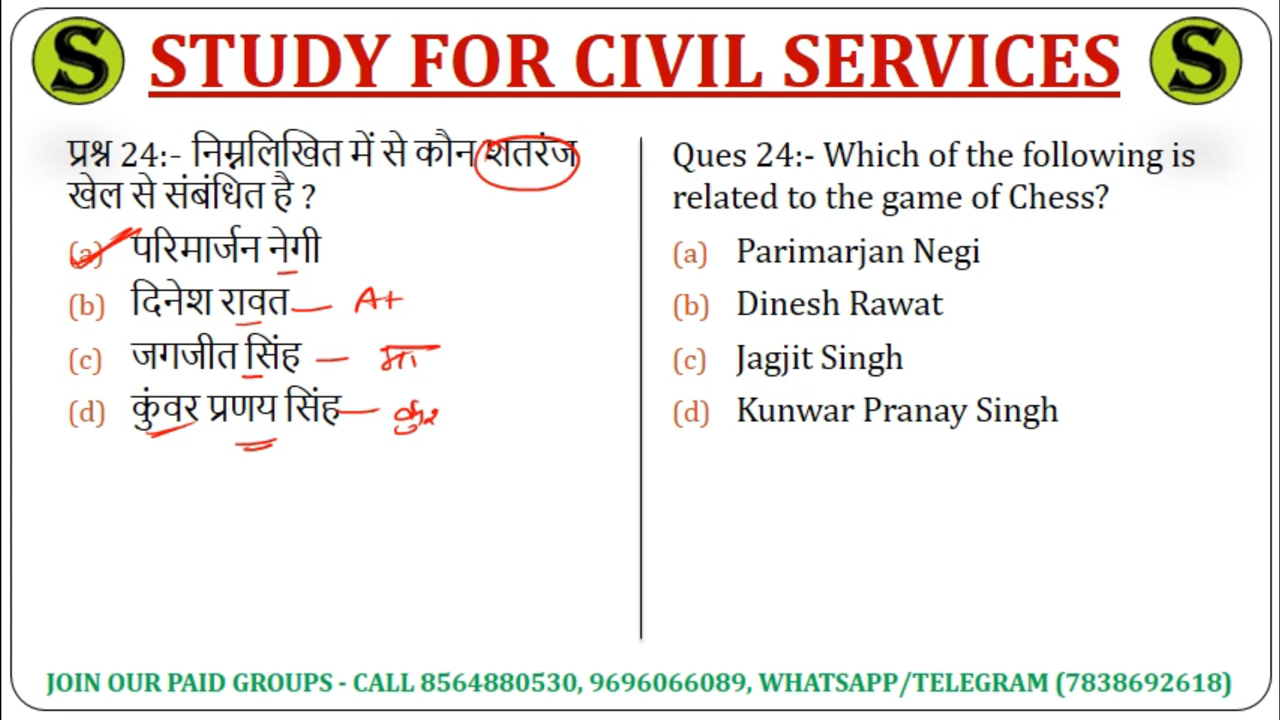 S STUDY FOR CIVIL SERVICES S
प्रश्न 24:- निम्नलिखित में से कौन शतरंज
खेल से संबंधित है ?
(a) परिमार्जन नेगी
(b) दिनेश रावत — A+
(c) जगजीत सिंह —
(d) कुंवर प्रणय सिंह —
Ques 24:- Which of the following is
related to the game of Chess?
(a) Parimarjan Negi
(b) Dinesh Rawat
(c) Jagjit Singh
(d) Kunwar Pranay Singh
JOIN OUR PAID GROUPS - CALL 8564880530, 9696066089, WHATSAPP/TELEGRAM (7838692618)